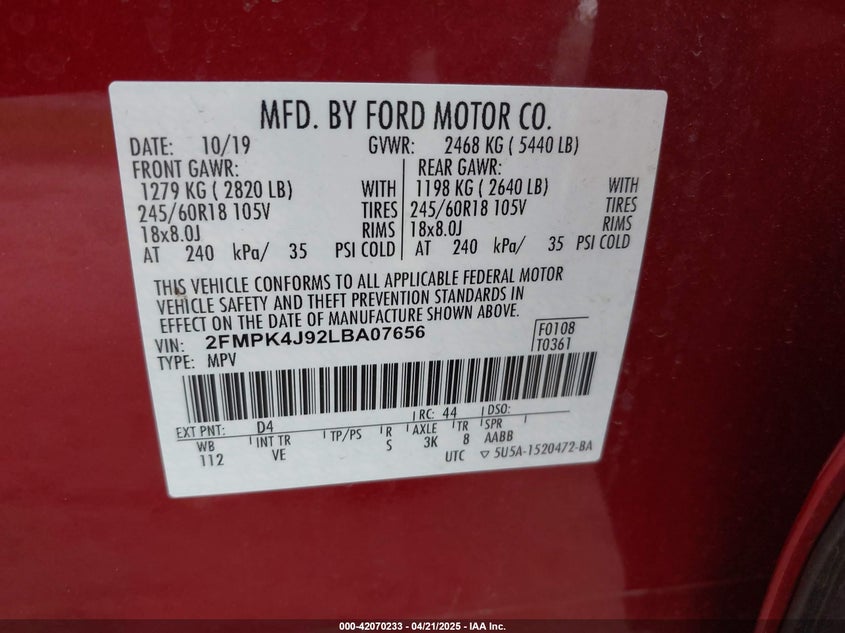 MFD. BY FORD MOTOR CO.
DATE: 10/19 GVWR: 2468 KG ( 5440 LB)
FRONT GAWR: REAR GAWR:
1279 KG ( 2820 LB) WITH 1198 KG ( 2640 LB) WITH
245/60R18 105V TIRES 245/60R18 105V TIRES
18x8.0J RIMS 18x8.0J RIMS
AT 240 kPa/ 35 PSI COLD AT 240 kPa/ 35 PSI COLD
THIS VEHICLE CONFORMS TO ALL APPLICABLE FEDERAL MOTOR
VEHICLE SAFETY AND THEFT PREVENTION STANDARDS IN
EFFECT ON THE DATE OF MANUFACTURE SHOWN ABOVE.
VIN: 2FMPK4J92LBA07656 F0108
TYPE: MPV T0361
EXT PNT: D4 RC: 44 DSO:
WB INT TR TP/PS R AXLE TR SPR
112 VE S 3K 8 AABB
UTC ▽ 5U5A-1520472-BA
000-42070233 - 04/21/2025 - IAA Inc.